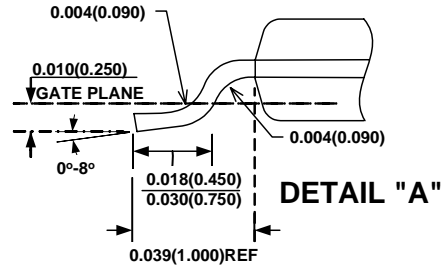 0.004(0.090)
0.010(0.250)
GATE PLANE
0.004(0.090)
0º-8º
0.018(0.450)
0.030(0.750)
DETAIL "A"
0.039(1.000)REF